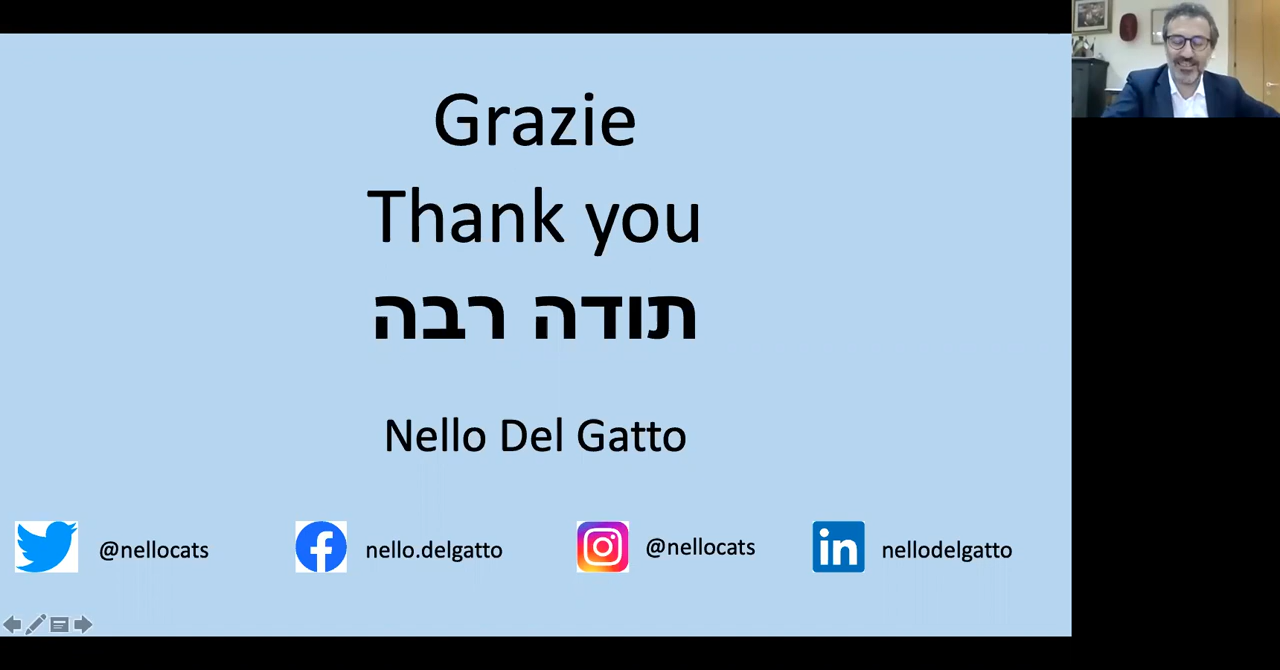 Grazie
Thank you
תודה רבה
Nello Del Gatto
@nellocats
nello.delgatto
@nellocats
nellodelgatto